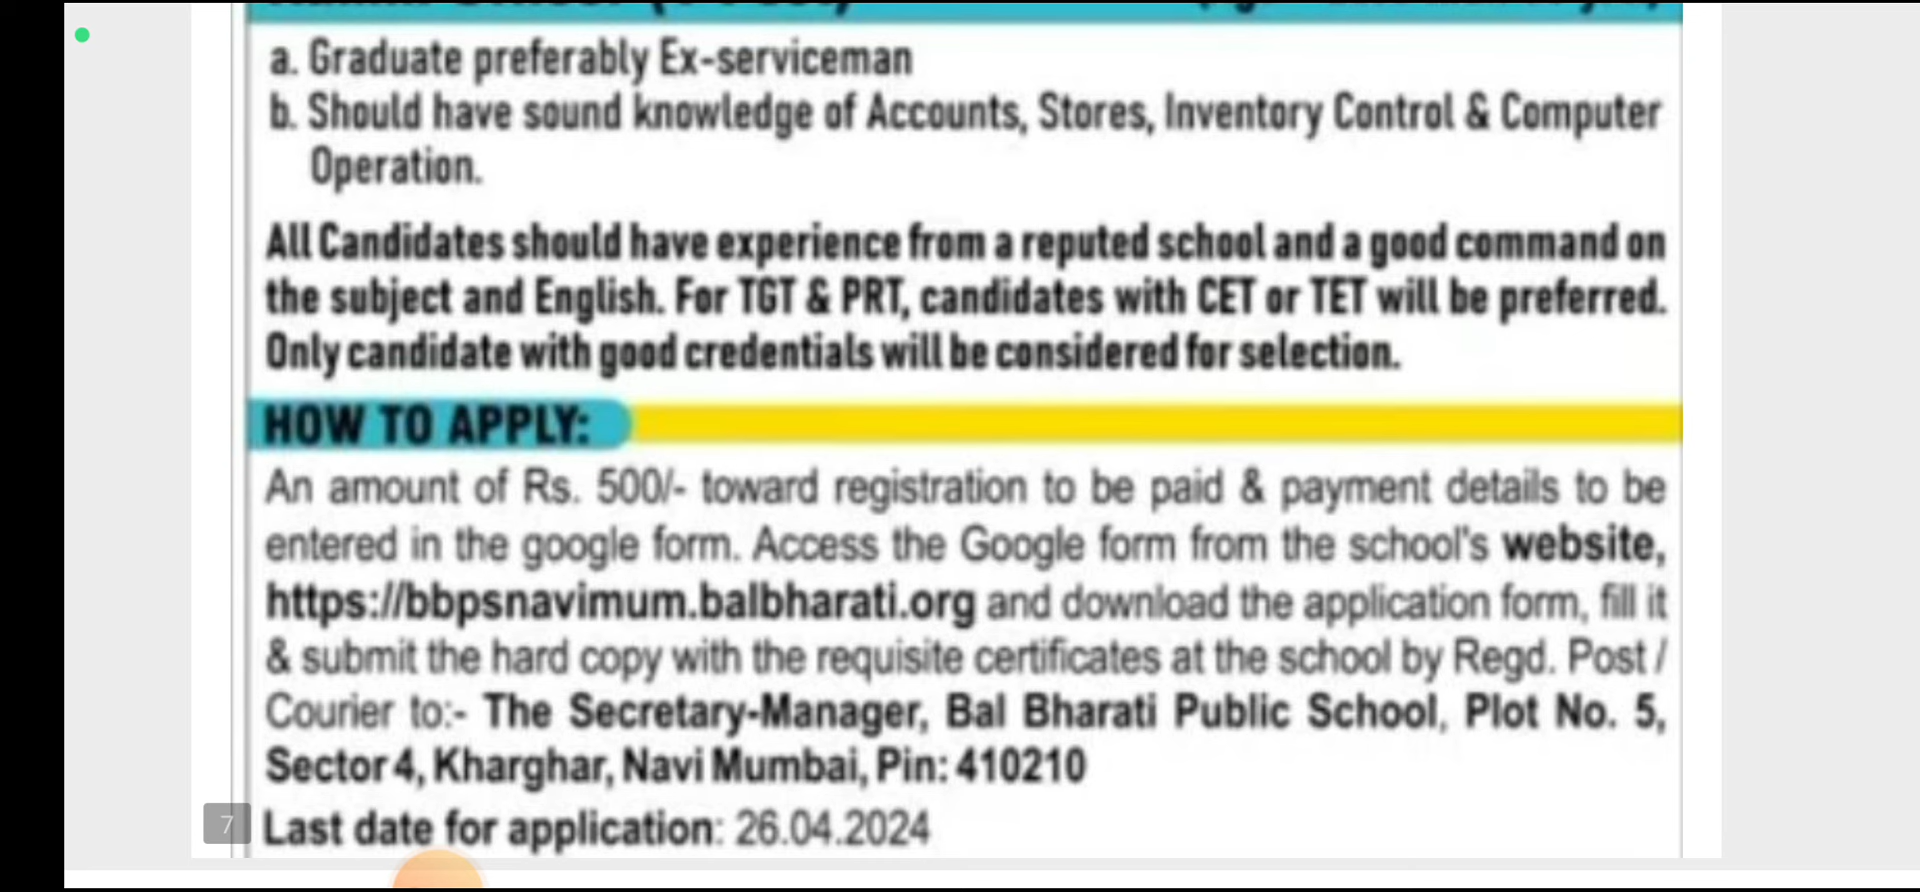 a. Graduate preferably Ex-serviceman
b. Should have sound knowledge of Accounts, Stores, Inventory Control & Computer
Operation.
All Candidates should have experience from a reputed school and a good command on
the subject and English. For TGT & PRT, candidates with CET or TET will be preferred.
Only candidate with good credentials will be considered for selection.
HOW TO APPLY:
An amount of Rs. 500/- toward registration to be paid & payment details to be
entered in the google form. Access the Google form from the school's website,
https://bbpsnavimum.balbharati.org and download the application form, fill it
& submit the hard copy with the requisite certificates at the school by Regd. Post /
Courier to:- The Secretary-Manager, Bal Bharati Public School, Plot No. 5,
Sector 4, Kharghar, Navi Mumbai, Pin: 410210
7
Last date for application: 26.04.2024